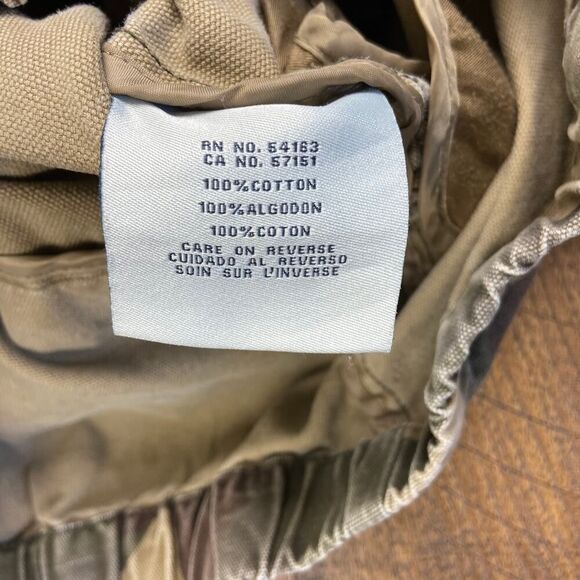 RN NO. 54163
CA NO. 57151
100%COTTON
100%ALGODON
100%COTON
CARE ON REVERSE
CUIDADO AL REVERSO
SOIN SUR L'INVERSE